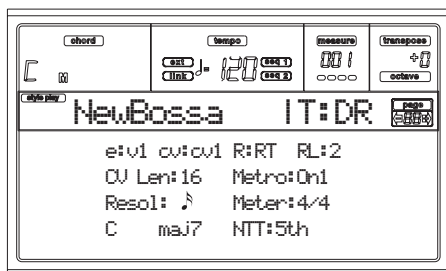 chord tempo measure transpose
C M ext link ♩= 120 seq 1 seq 2 001 +0 octave
style play NewBossa 1T:DR page
e:v1 cv:cv1 R:RT RL:2
CV Len:16 Metro:On1
Resol: ♪ Meter:4/4
C maj7 NTT:5th